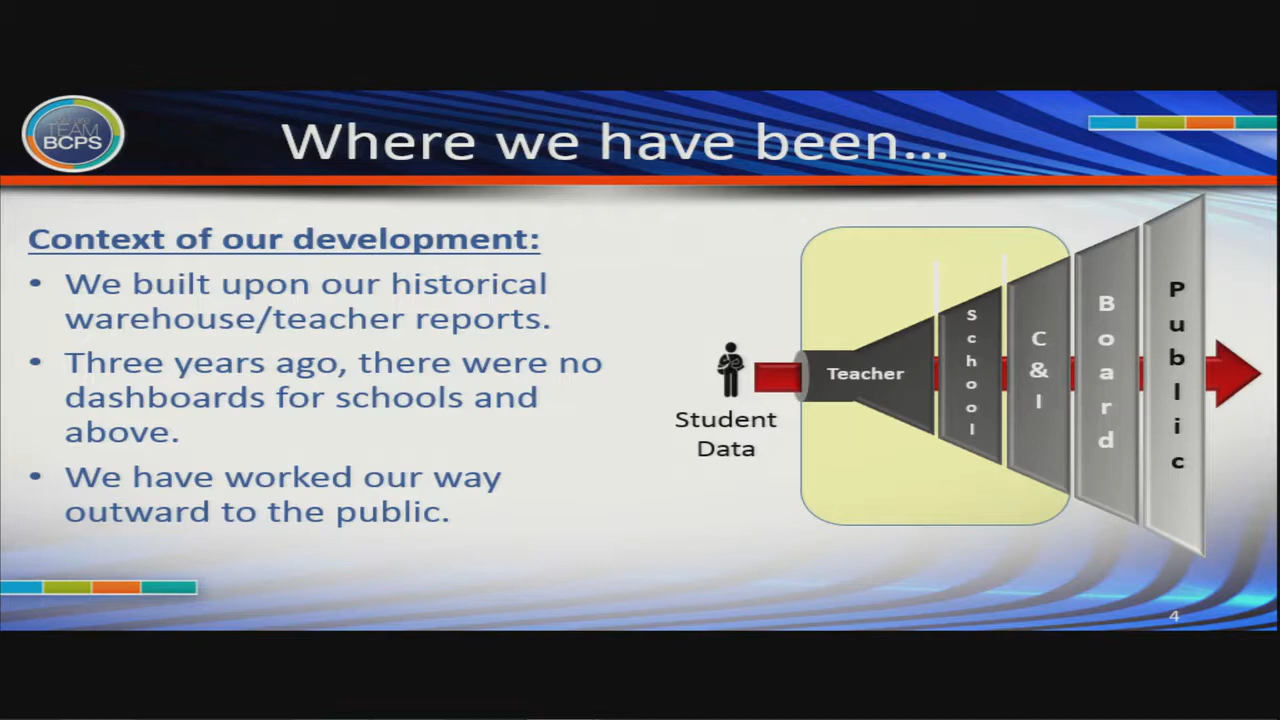 TEAM
BCPS
Where we have been...
Context of our development:
• We built upon our historical
warehouse/teacher reports.
• Three years ago, there were no
dashboards for schools and
above.
• We have worked our way
outward to the public.
Student
Data
Teacher
School
C&I
Board
Public
4